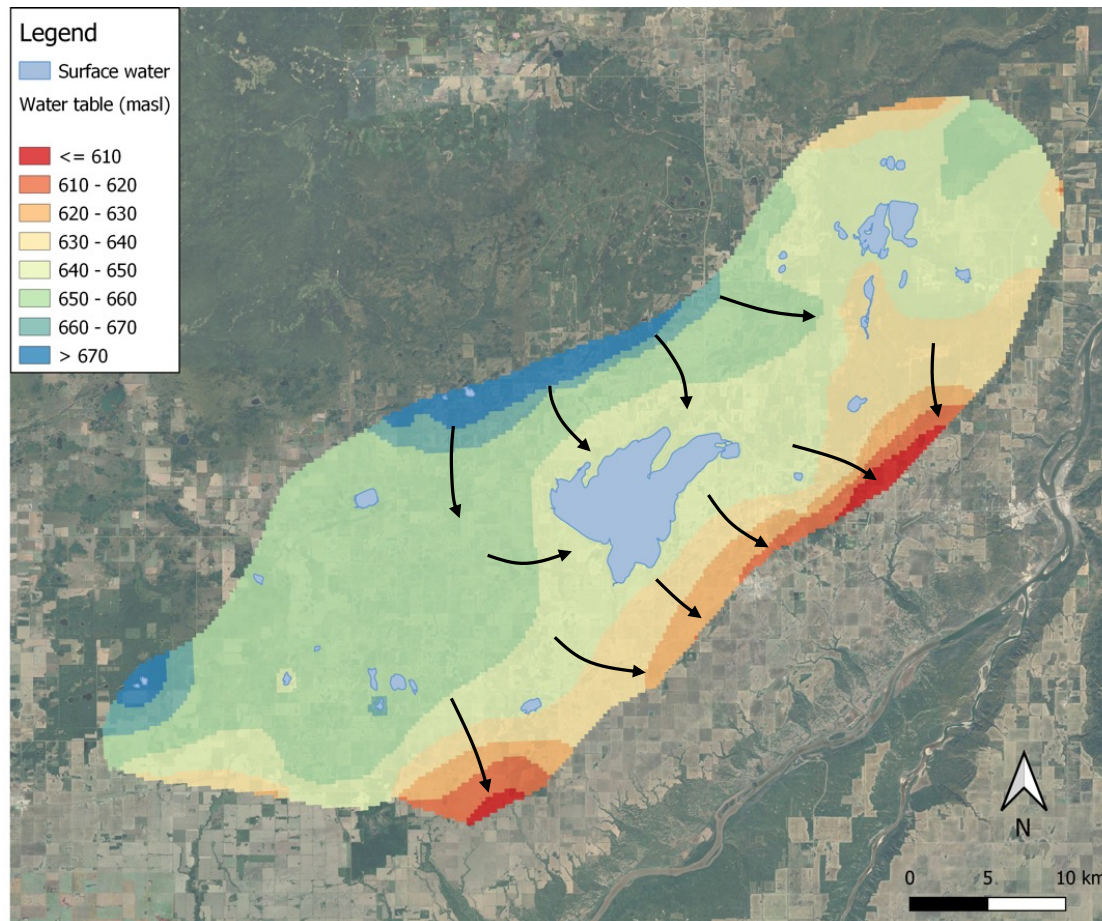 Legend
Surface water
Water table (masl)
<= 610
610 - 620
620 - 630
630 - 640
640 - 650
650 - 660
660 - 670
> 670
N
0 5 10 km